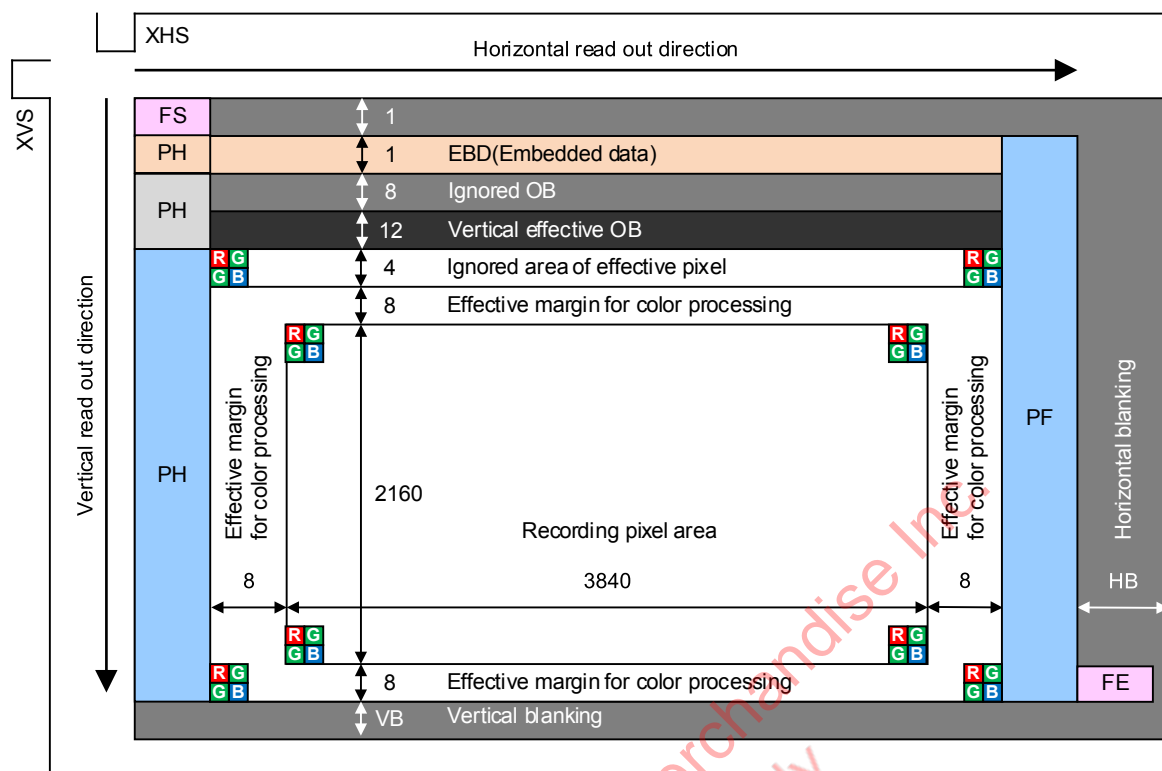 XHS
Horizontal read out direction
XVS
FS
1
PH
1
EBD(Embedded data)
8
Ignored OB
PH
12
Vertical effective OB
R G
G B
4
Ignored area of effective pixel
R G
G B
8
Effective margin for color processing
R G
G B
R G
G B
Vertical read out direction
PH
Effective margin
for color processing
2160
Recording pixel area
Effective margin
for color processing
PF
Horizontal blanking
8
3840
8
HB
R G
G B
R G
G B
R G
G B
8
Effective margin for color processing
R G
G B
FE
VB
Vertical blanking